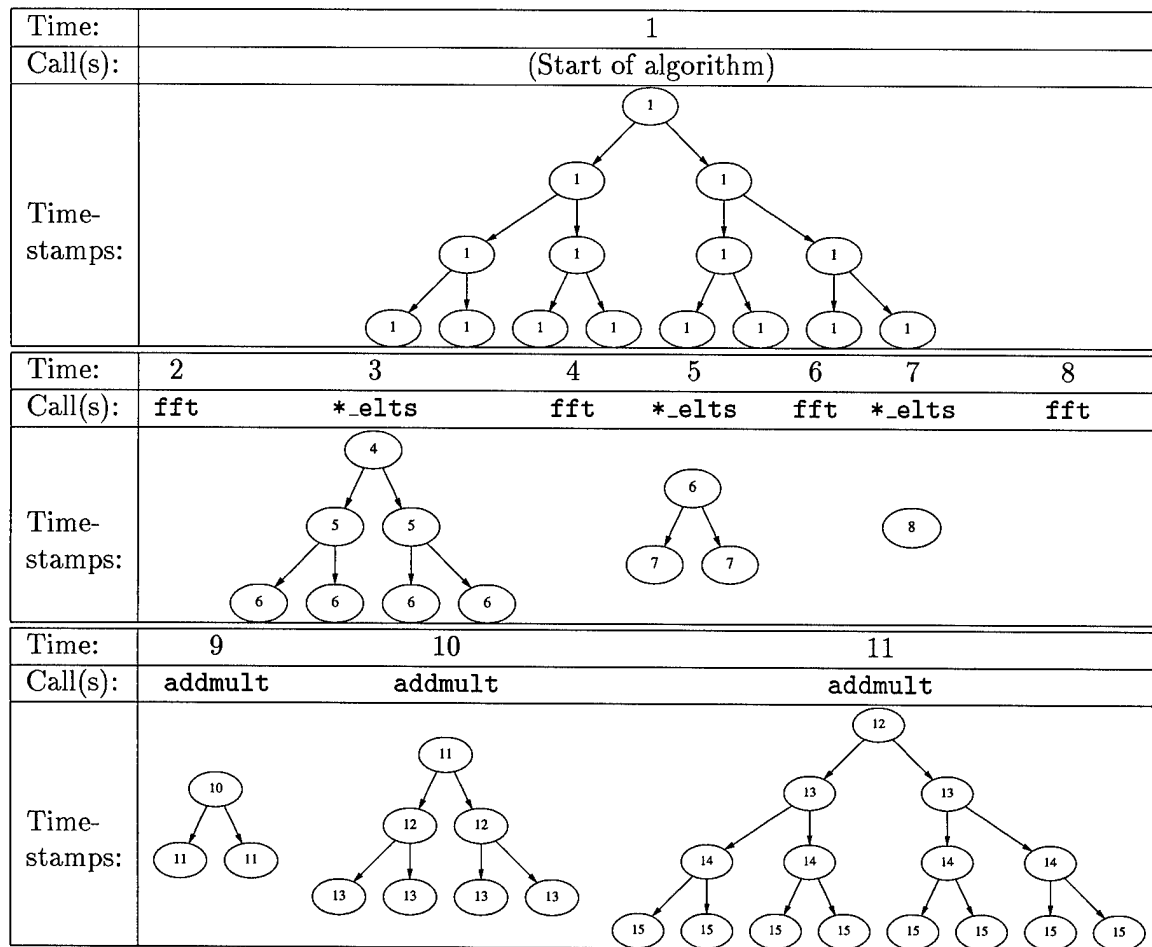 Time: 1
Call(s): (Start of algorithm)
1
1 1
Time-
stamps:
1 1 1 1
1 1 1 1 1 1 1 1
Time: 2 3 4 5 6 7 8
Call(s): fft *_elts fft *_elts fft *_elts fft
Time-
stamps:
4
5 5
6 6 6 6
6
7 7
8
Time: 9 10 11
Call(s): addmult addmult addmult
Time-
stamps:
10
11 11
11
12 12
13 13 13 13
12
13 13
14 14 14 14
15 15 15 15 15 15 15 15